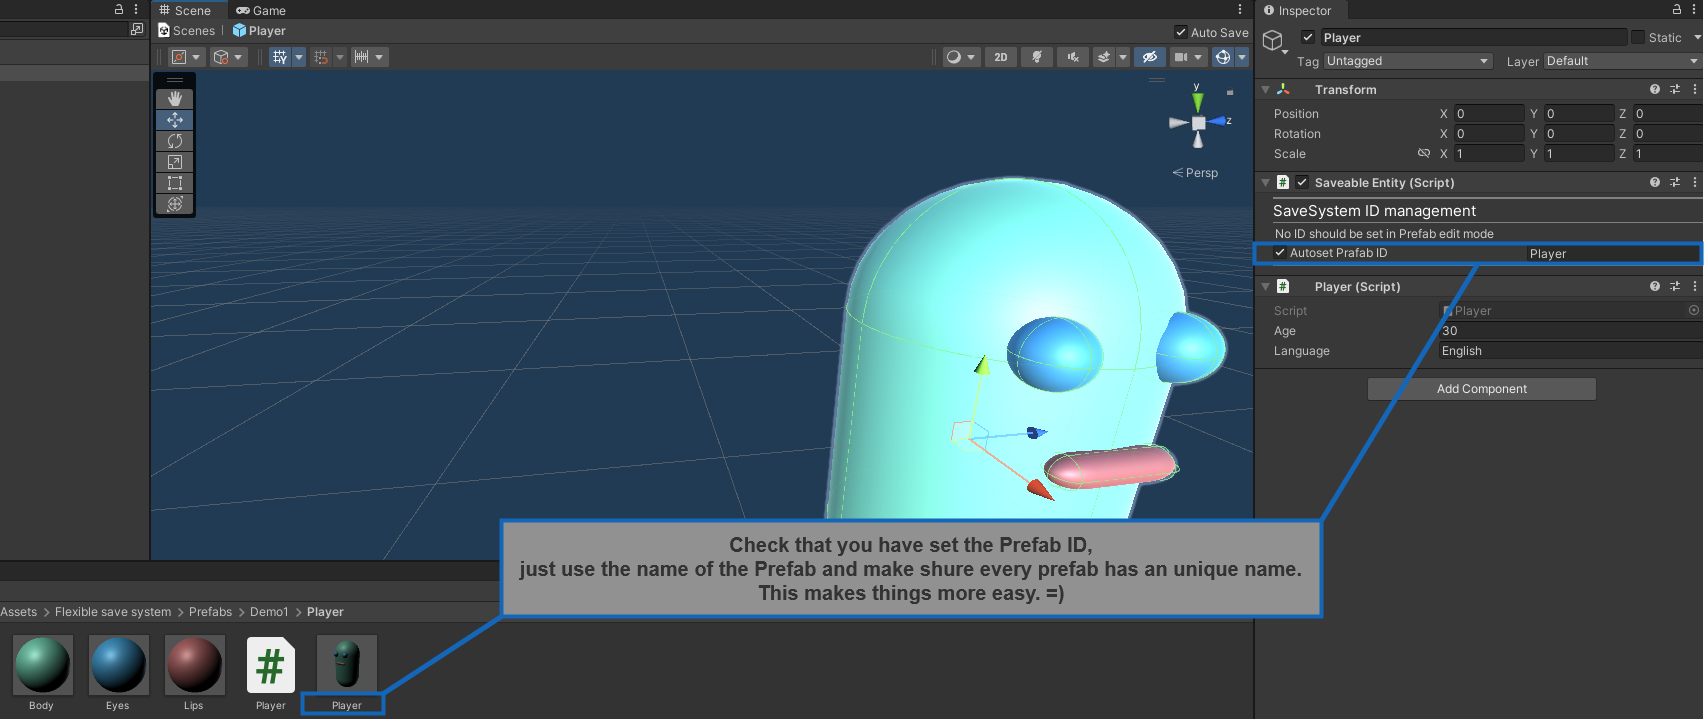 Scene
Game
Scenes
Player
Auto Save
2D
y
z
Persp
Inspector
Player
Static
Tag Untagged Layer Default
Transform
Position X 0 Y 0 Z 0
Rotation X 0 Y 0 Z 0
Scale X 1 Y 1 Z 1
# Saveable Entity (Script)
SaveSystem ID management
No ID should be set in Prefab edit mode
Autoset Prafab ID Player
# Player (Script)
Script Player
Age 30
Language English
Add Component
Check that you have set the Prefab ID,
just use the name of the Prefab and make shure every prefab has an unique name.
This makes things more easy. =)
Assets > Flexible save system > Prefabs > Demo1 > Player
#
Body Eyes Lips Player Player